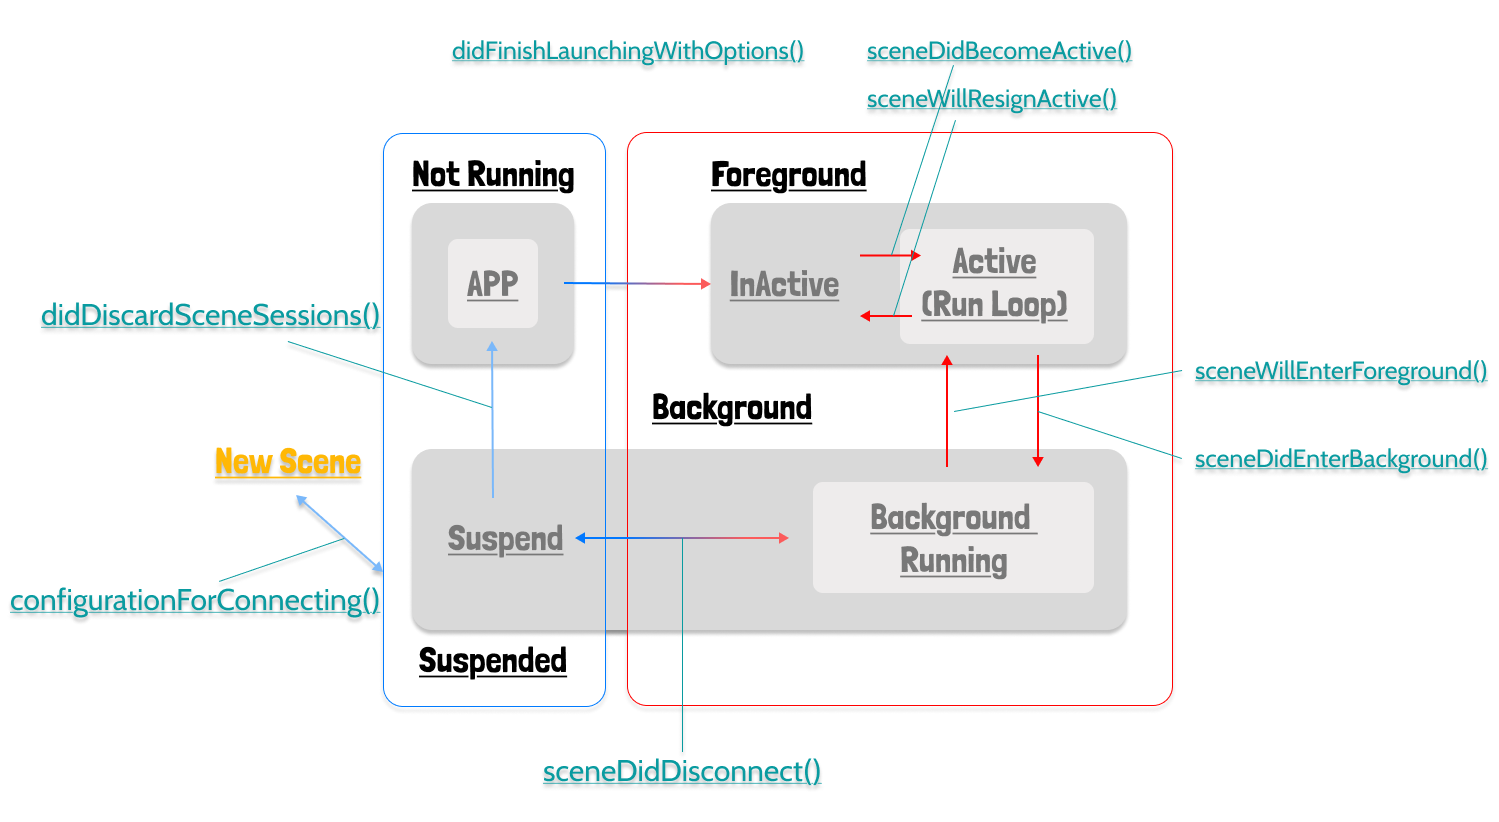 didFinishLaunchingWithOptions()
sceneDidBecomeActive()
sceneWillResignActive()
Not Running
Foreground
APP
InActive
Active
(Run Loop)
didDiscardSceneSessions()
sceneWillEnterForeground()
Background
New Scene
sceneDidEnterBackground()
Suspend
Background
Running
configurationForConnecting()
Suspended
sceneDidDisconnect()